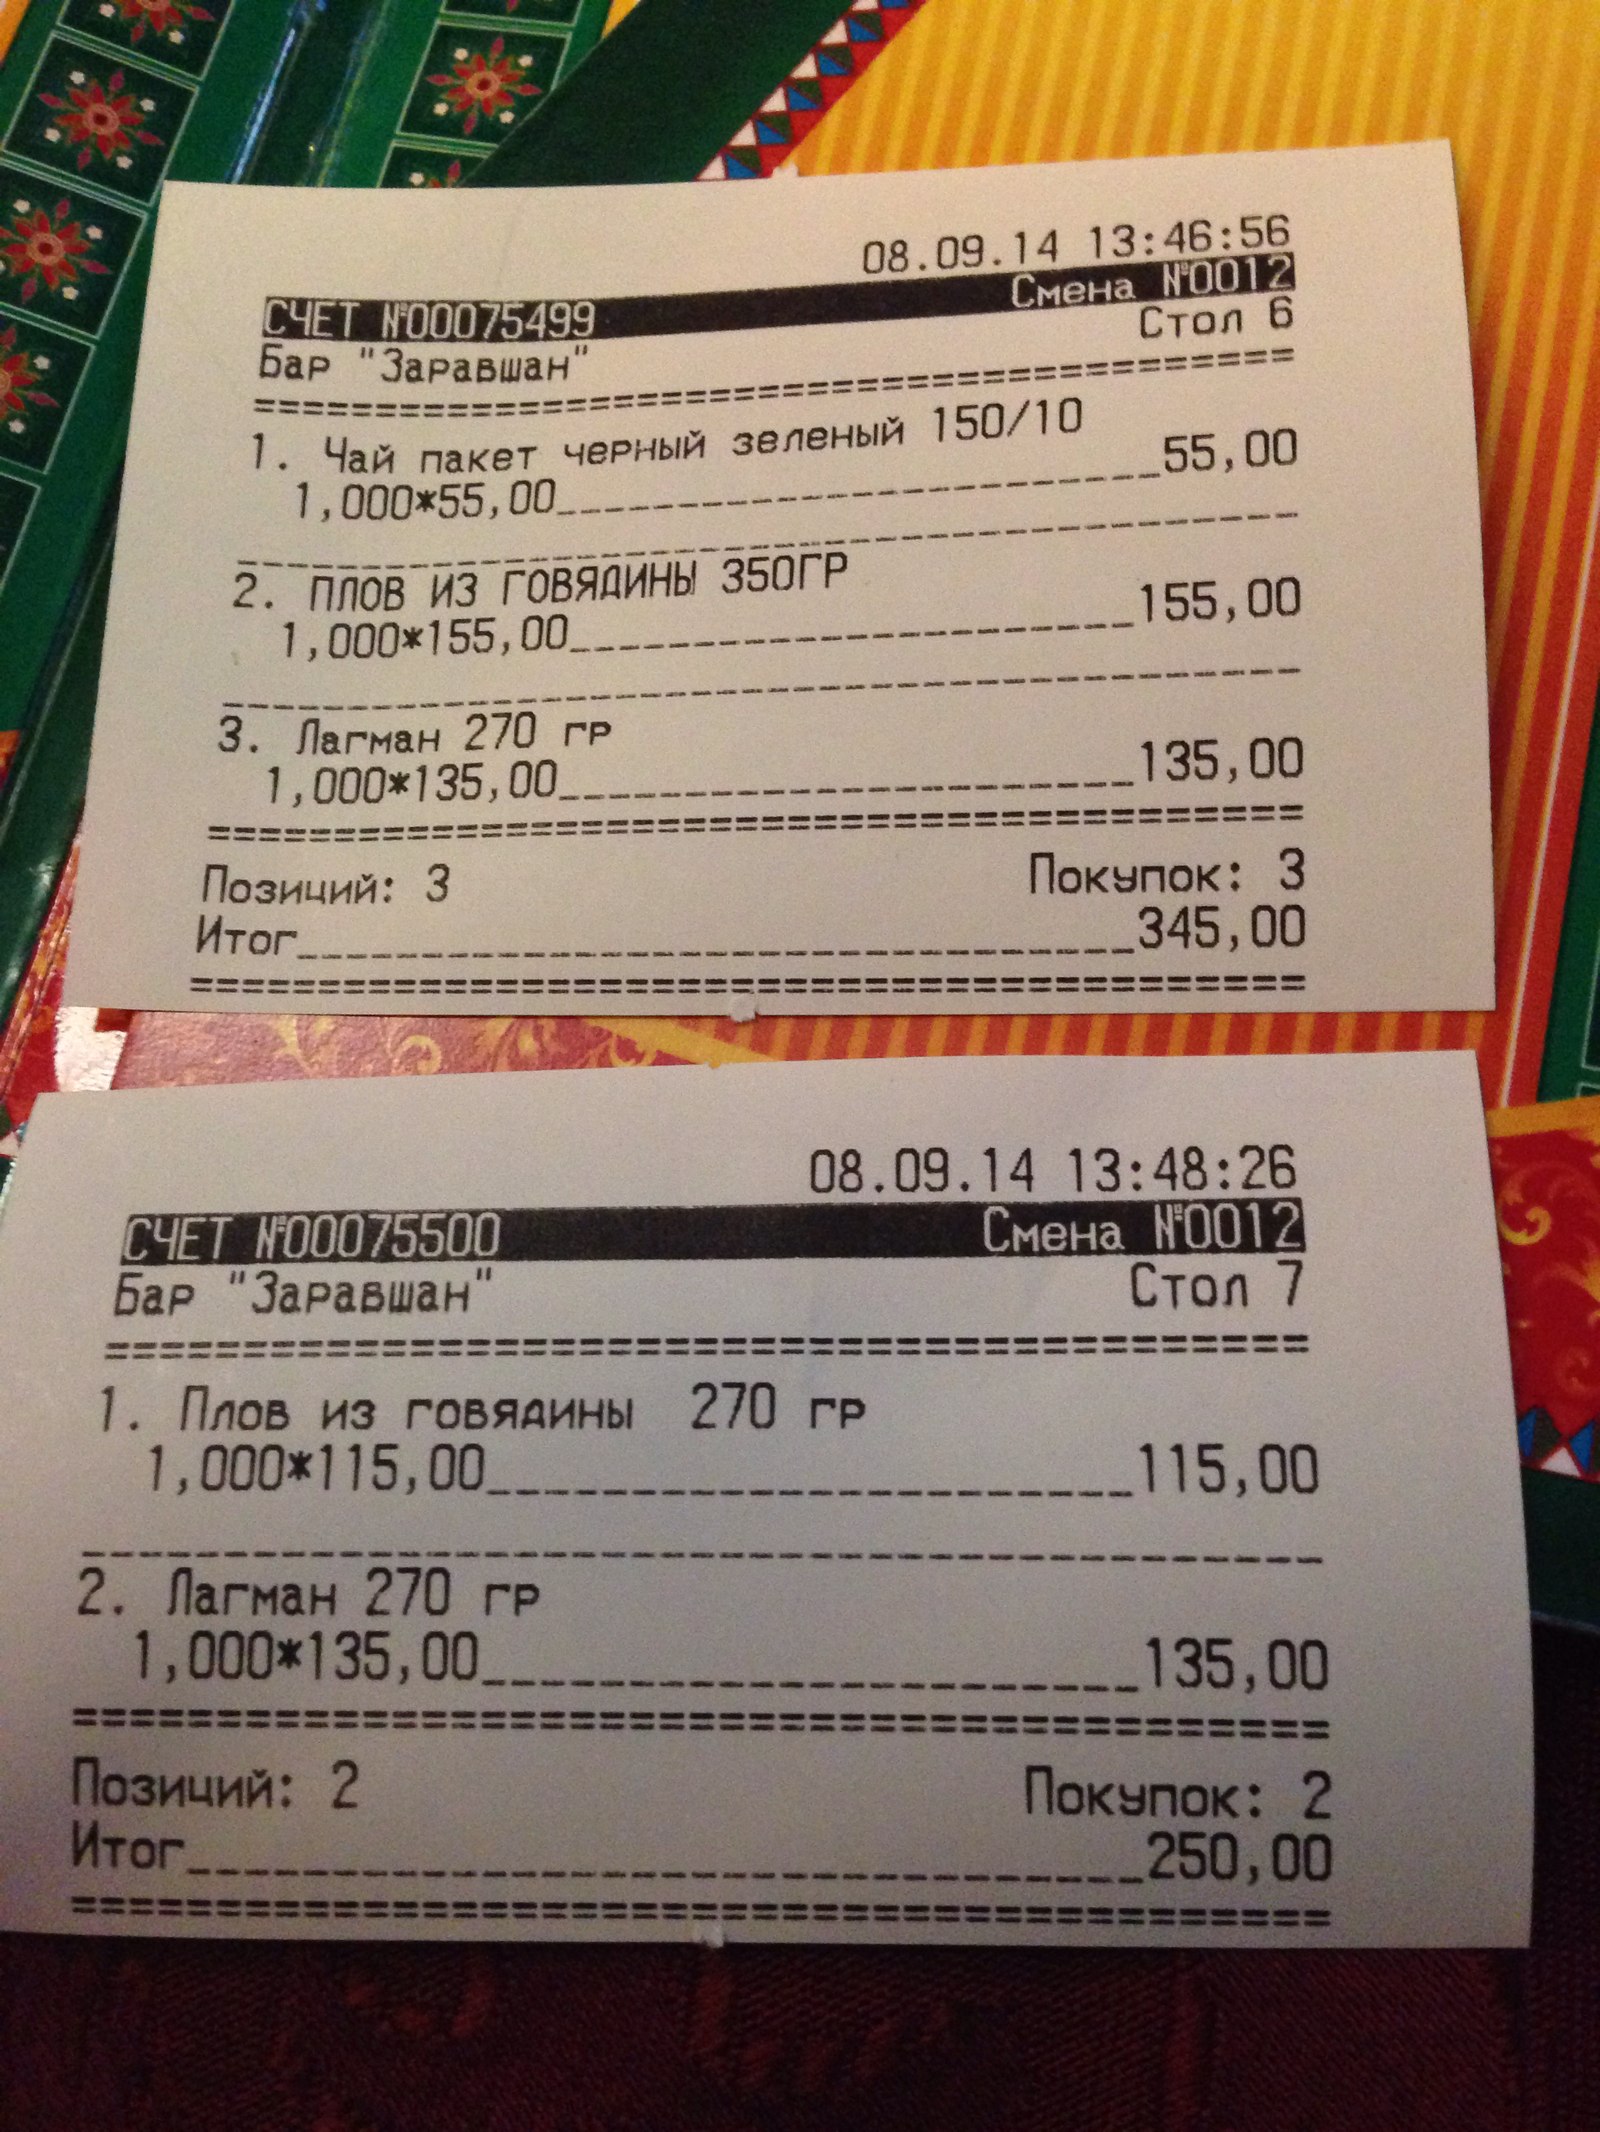 08.09.14 13:46:56
СЧЕТ №00075499 Смена №0012
Бар "Заравшан" Стол 6
1. Чай пакет черный зеленый 150/10
1,000*55,00 55,00
2. ПЛОВ ИЗ ГОВЯДИНЫ 350ГР
1,000*155,00 155,00
3. Лагман 270 гр
1,000*135,00 135,00
Позиций: 3 Покупок: 3
Итог 345,00
08.09.14 13:48:26
СЧЕТ №00075500 Смена №0012
Бар "Заравшан" Стол 7
1. Плов из говядины 270 гр
1,000*115,00 115,00
2. Лагман 270 гр
1,000*135,00 135,00
Позиций: 2 Покупок: 2
Итог 250,00